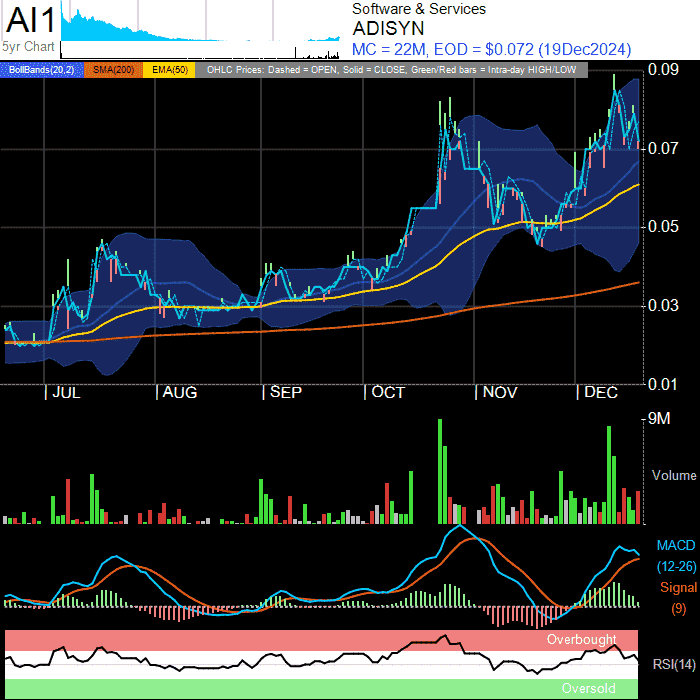 AI1
5yr Chart
Software & Services
ADISYN
MC = 22M, EOD = $0.072 (19Dec2024)
BollBands(20,2) SMA(200) EMA(50) OHLC Prices: Dashed = OPEN, Solid = CLOSE, Green/Red bars = Intra-day HIGH/LOW
0.09
0.07
0.05
0.03
0.01
| JUL | AUG | SEP | OCT | NOV | DEC
9M
Volume
MACD
(12-26)
Signal
(9)
Overbought
RSI(14)
Oversold